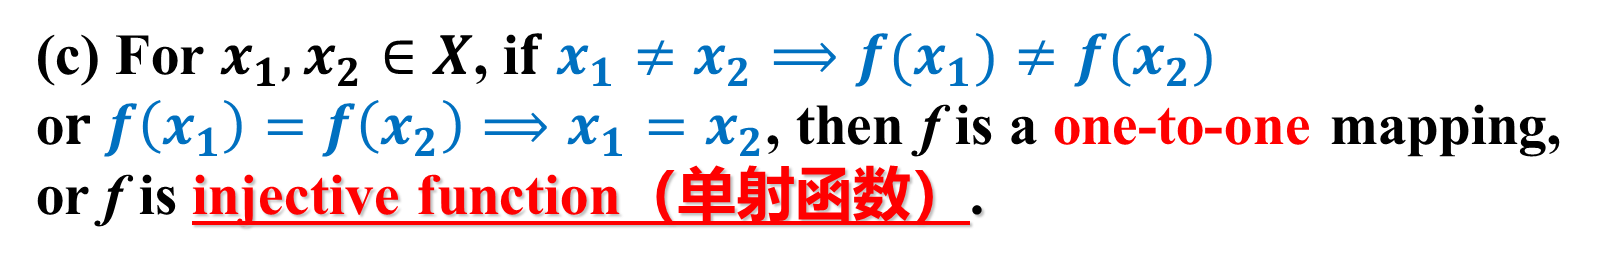 (c) For x₁, x₂ ∈ X, if x₁ ≠ x₂ ⟹ f(x₁) ≠ f(x₂)
or f(x₁) = f(x₂) ⟹ x₁ = x₂, then f is a one-to-one mapping,
or f is injective function（单射函数）.